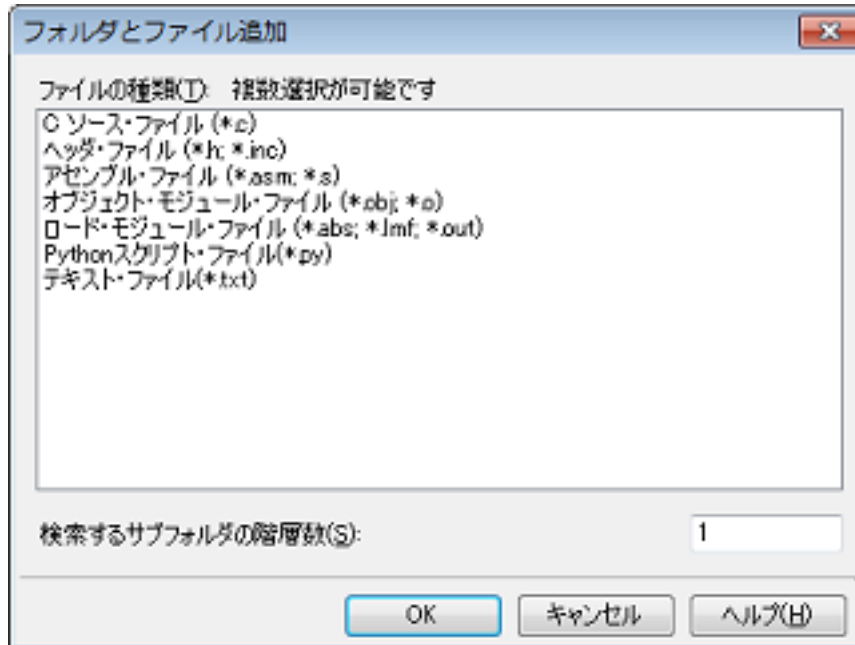 フォルダとファイル追加
ファイルの種類(T): 複数選択が可能です
C ソース・ファイル (*.c)
ヘッダ・ファイル (*.h; *.inc)
アセンブル・ファイル (*.asm; *.s)
オブジェクト・モジュール・ファイル (*.obj; *.o)
ロード・モジュール・ファイル (*.abs; *.lmf; *.out)
Pythonスクリプト・ファイル(*.py)
テキスト・ファイル(*.txt)
検索するサブフォルダの階層数(S): 1
OK キャンセル ヘルプ(H)